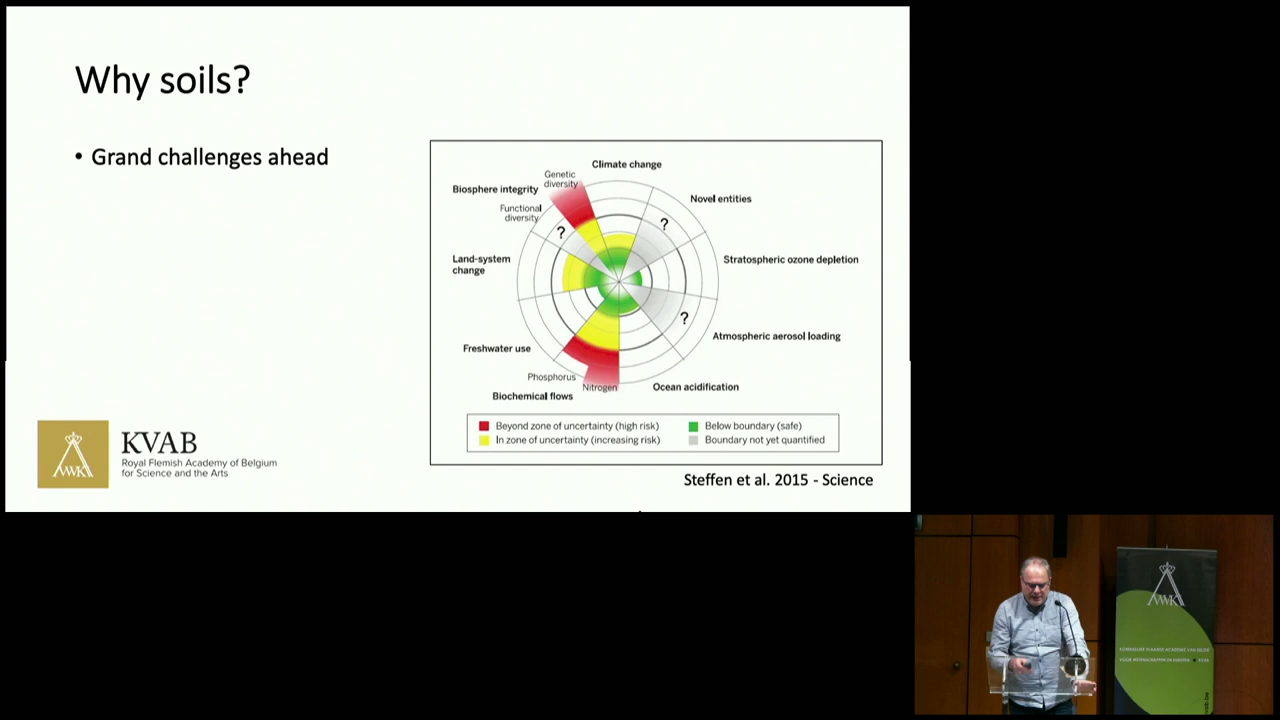 Why soils?
• Grand challenges ahead
Climate change
Genetic
diversity
Biosphere integrity
Novel entities
Functional
diversity
?
?
Land-system
change
Stratospheric ozone depletion
?
Atmospheric aerosol loading
Freshwater use
Phosphorus
Nitrogen
Ocean acidification
Biochemical flows
Beyond zone of uncertainty (high risk)
Below boundary (safe)
In zone of uncertainty (increasing risk)
Boundary not yet quantified
KVAB
Royal Flemish Academy of Belgium
for Science and the Arts
Steffen et al. 2015 - Science